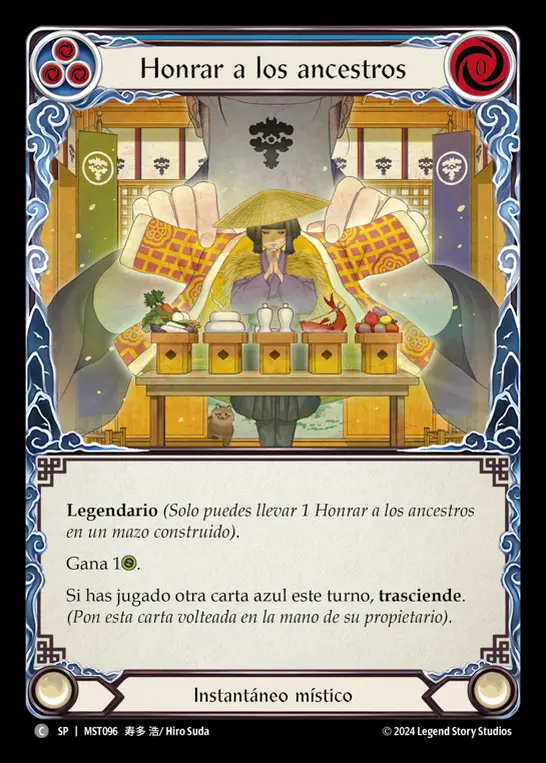 Honrar a los ancestros
0
Legendario (Solo puedes llevar 1 Honrar a los ancestros
en un mazo construido).
Gana 1.
Si has jugado otra carta azul este turno, trasciende.
(Pon esta carta volteada en la mano de su propietario).
Instantáneo místico
C SP | MST096 寿多 浩/ Hiro Suda
© 2024 Legend Story Studios